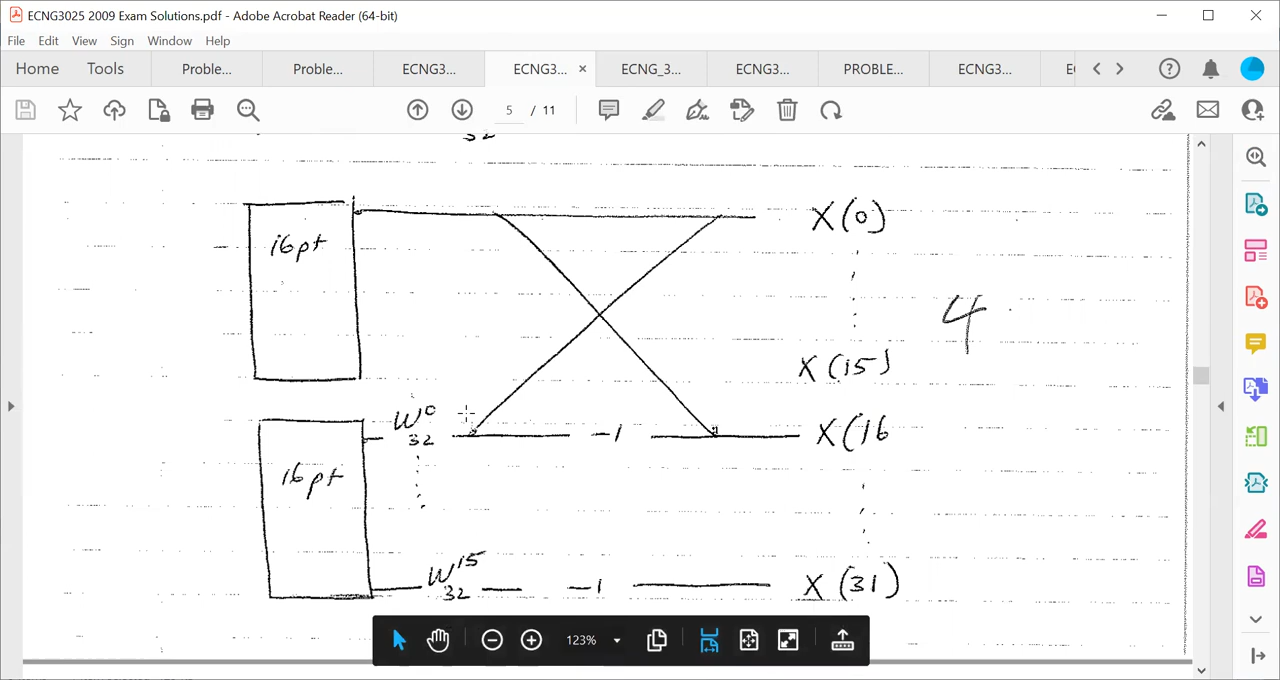 ECNG3025 2009 Exam Solutions.pdf - Adobe Acrobat Reader (64-bit)
File Edit View Sign Window Help
Home Tools Proble... Proble... ECNG3... ECNG3... × ECNG_3... ECNG3... PROBLE... ECNG3...
5 / 11
32
16pt X(0)
4
X(15)
W⁰
32 -1 X(16
16pt
W¹⁵
32 -1 X(31)
123%